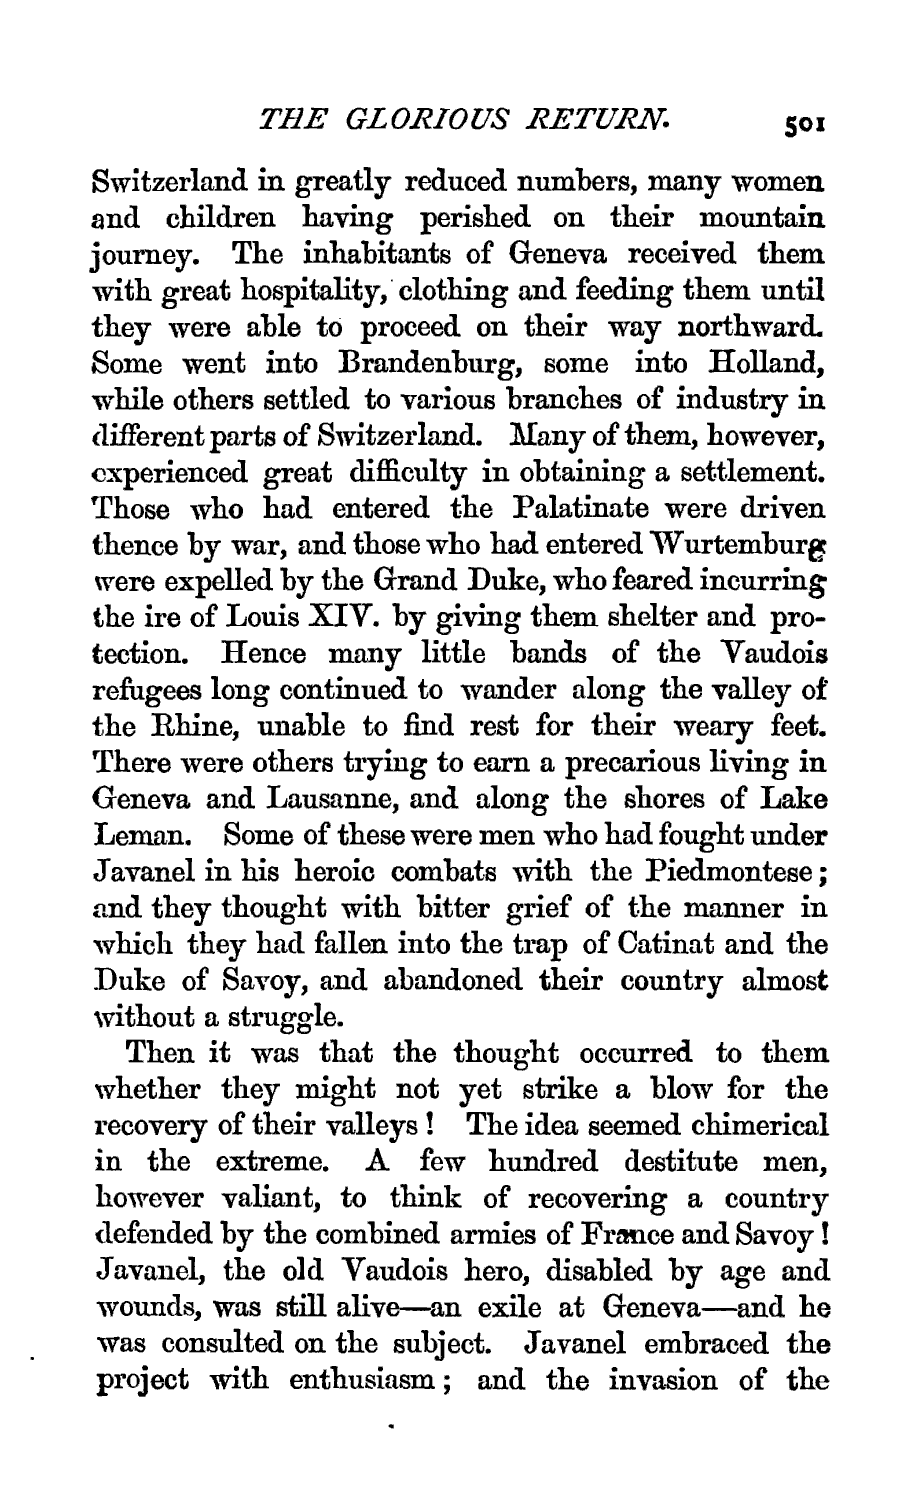 THE GLORIOUS RETURN. 501
Switzerland in greatly reduced numbers, many women
and children having perished on their mountain
journey. The inhabitants of Geneva received them
with great hospitality, clothing and feeding them until
they were able to proceed on their way northward.
Some went into Brandenburg, some into Holland,
while others settled to various branches of industry in
different parts of Switzerland. Many of them, however,
experienced great difficulty in obtaining a settlement.
Those who had entered the Palatinate were driven
thence by war, and those who had entered Wurtemburg
were expelled by the Grand Duke, who feared incurring
the ire of Louis XIV. by giving them shelter and pro-
tection. Hence many little bands of the Vaudois
refugees long continued to wander along the valley of
the Rhine, unable to find rest for their weary feet.
There were others trying to earn a precarious living in
Geneva and Lausanne, and along the shores of Lake
Leman. Some of these were men who had fought under
Javanel in his heroic combats with the Piedmontese;
and they thought with bitter grief of the manner in
which they had fallen into the trap of Catinat and the
Duke of Savoy, and abandoned their country almost
without a struggle.
Then it was that the thought occurred to them
whether they might not yet strike a blow for the
recovery of their valleys! The idea seemed chimerical
in the extreme. A few hundred destitute men,
however valiant, to think of recovering a country
defended by the combined armies of France and Savoy!
Javanel, the old Vaudois hero, disabled by age and
wounds, was still alive—an exile at Geneva—and he
was consulted on the subject. Javanel embraced the
project with enthusiasm; and the invasion of the